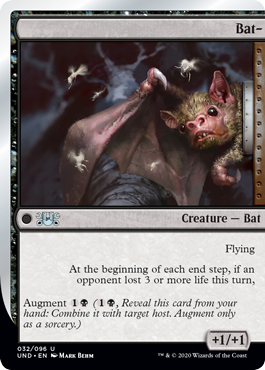 Bat-
Creature — Bat
Flying
At the beginning of each end step, if an
opponent lost 3 or more life this turn,
Augment 1 (1, Reveal this card from your
hand: Combine it with target host. Augment only
as a sorcery.)
+1/+1
032/096 U
UND • EN MARK BEHM
™ & © 2020 Wizards of the Coast